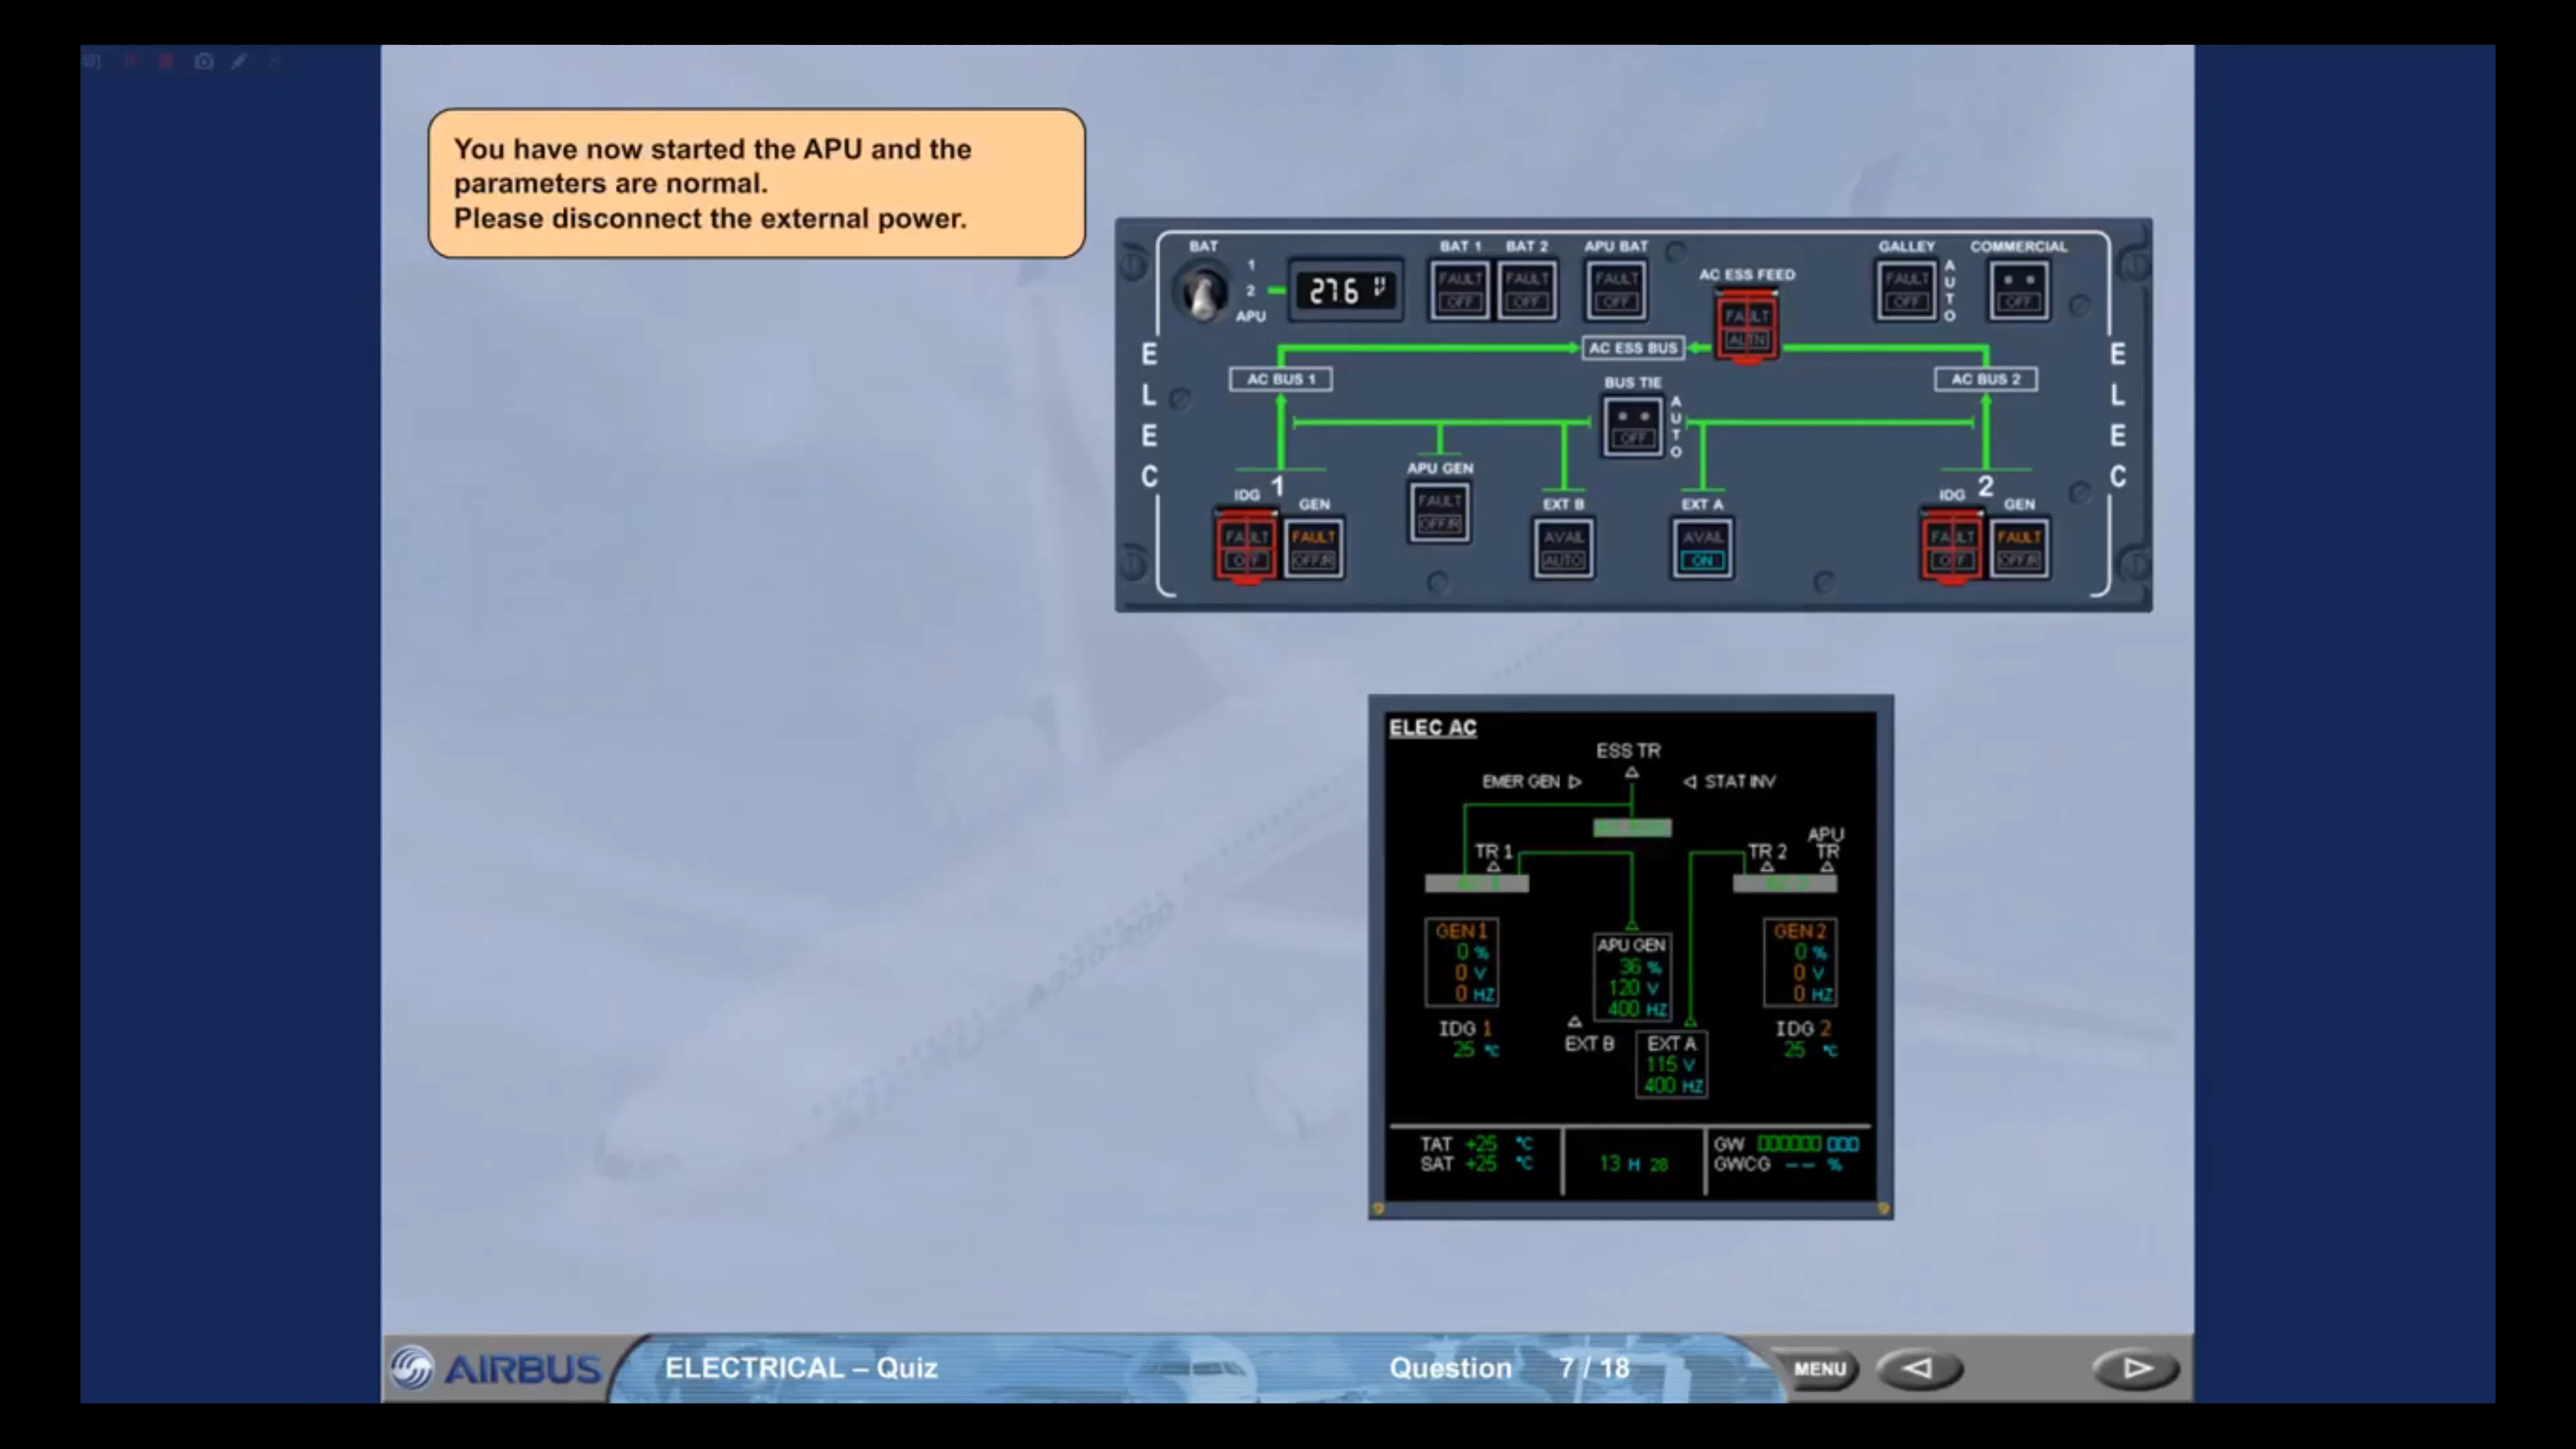 You have now started the APU and the
parameters are normal.
Please disconnect the external power.
BAT
1
2
APU
276 V
BAT 1
BAT 2
APU BAT
AC ESS FEED
GALLEY
COMMERCIAL
FAULT
OFF
FAULT
OFF
FAULT
OFF
FAULT
ALTN
FAULT
OFF
AUTO
OFF
ELEC
AC ESS BUS
ELEC
AC BUS 1
BUS TIE
AC BUS 2
OFF
AUTO
APU GEN
FAULT
OFF/R
IDG
1
GEN
EXT B
EXT A
IDG
2
GEN
FAULT
OFF
FAULT
OFF/R
AVAIL
AUTO
AVAIL
ON
FAULT
OFF
FAULT
OFF/R
ELEC AC
ESS TR
EMER GEN
STAT INV
TR 1
TR 2
APU
TR
GEN 1
0 %
0 V
0 HZ
APU GEN
36 %
120 V
400 HZ
GEN 2
0 %
0 V
0 HZ
IDG 1
25 °C
EXT B
EXT A
115 V
400 HZ
IDG 2
25 °C
TAT +25 °C
SAT +25 °C
13 H 28
GW
GWCG -- %
AIRBUS
ELECTRICAL – Quiz
Question 7 / 18
MENU